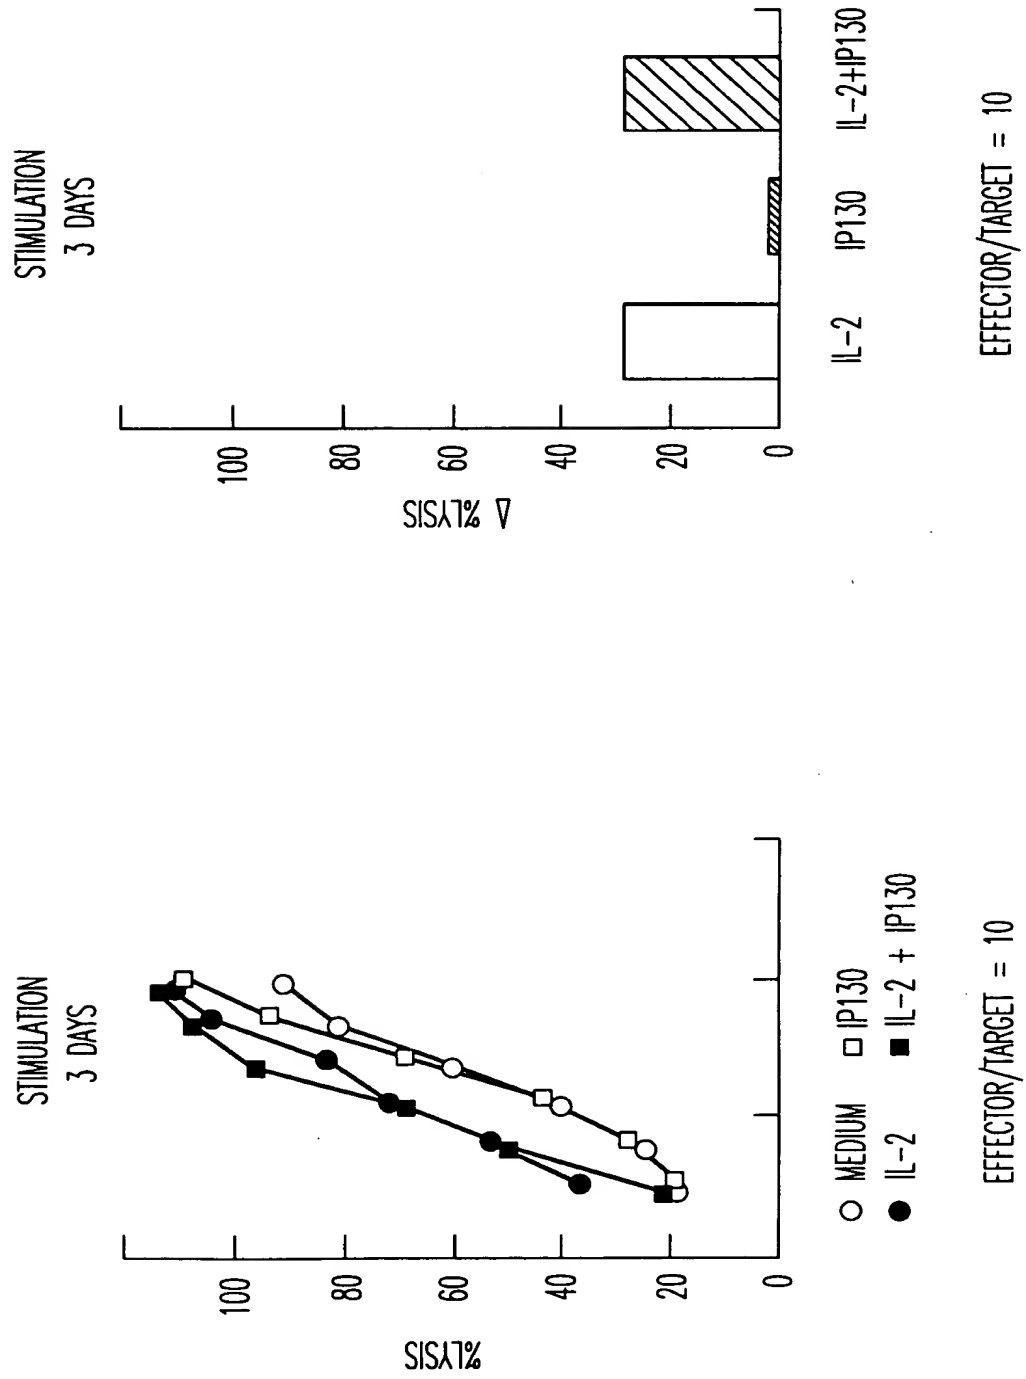 STIMULATION
3 DAYS
%LYSIS
100
80
60
40
20
0
○ MEDIUM □ IP130
● IL-2 ■ IL-2 + IP130
EFFECTOR/TARGET = 10
STIMULATION
3 DAYS
Δ %LYSIS
100
80
60
40
20
0
IL-2 IP130 IL-2+IP130
EFFECTOR/TARGET = 10